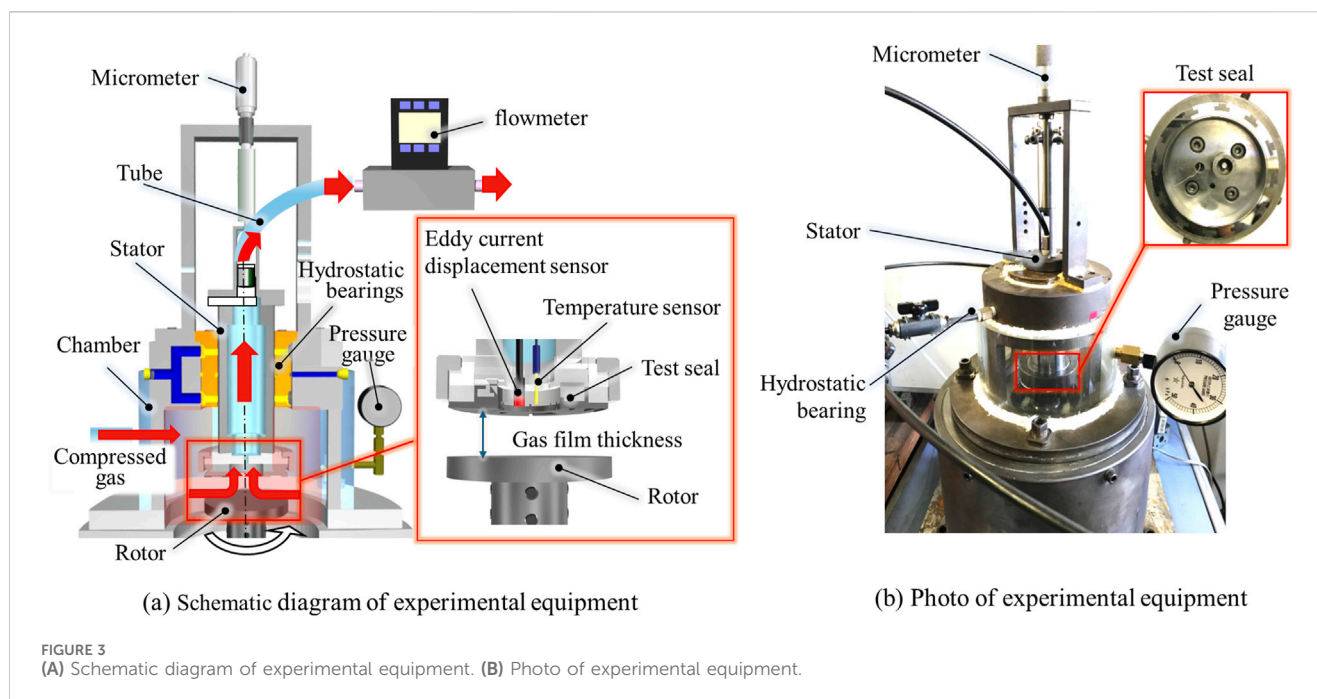 Micrometer
flowmeter
Tube
Stator
Hydrostatic
bearings
Pressure
gauge
Chamber
Compressed
gas
Rotor
Eddy current
displacement sensor
Temperature sensor
Test seal
Gas film thickness
Rotor
(a) Schematic diagram of experimental equipment
Micrometer
Test seal
Stator
Pressure
gauge
Hydrostatic
bearing
(b) Photo of experimental equipment
FIGURE 3
(A) Schematic diagram of experimental equipment. (B) Photo of experimental equipment.